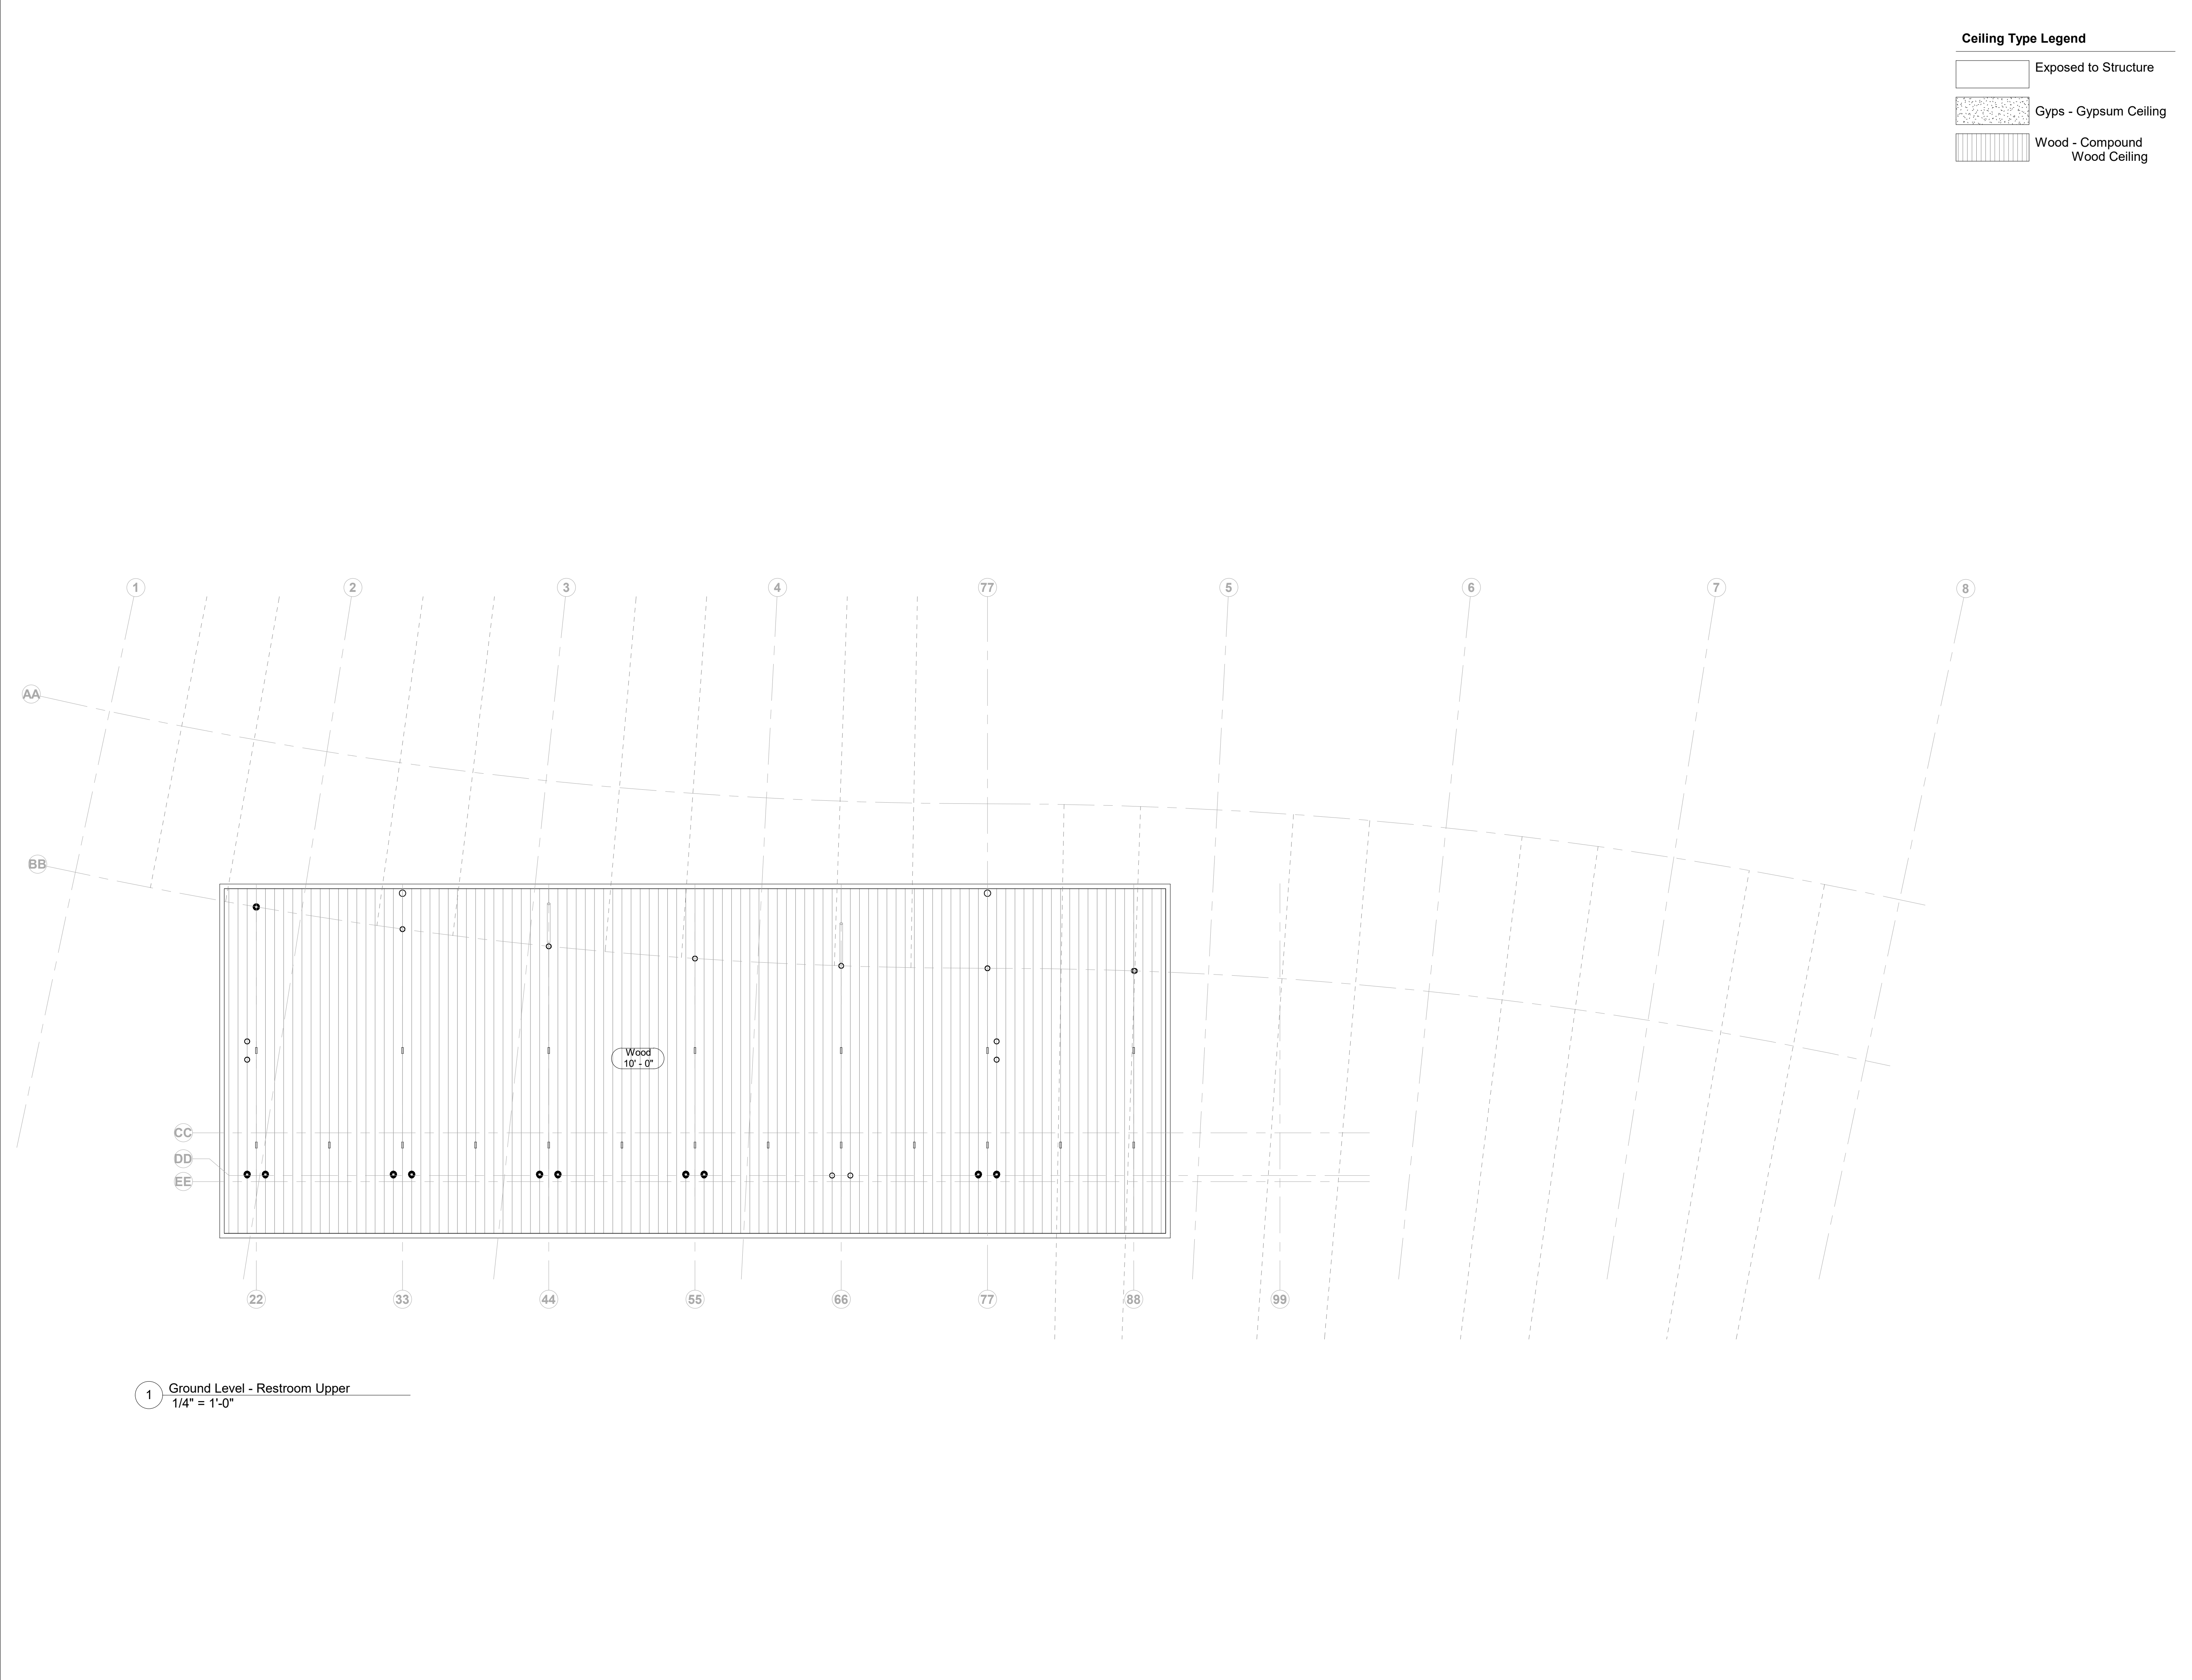 Ceiling Type Legend
Exposed to Structure
Gyps - Gypsum Ceiling
Wood - Compound
Wood Ceiling
1
2
3
4
77
5
6
7
8
AA
BB
Wood
10' - 0"
CC
DD
EE
22
33
44
55
66
77
88
99
1
Ground Level - Restroom Upper
1/4" = 1'-0"